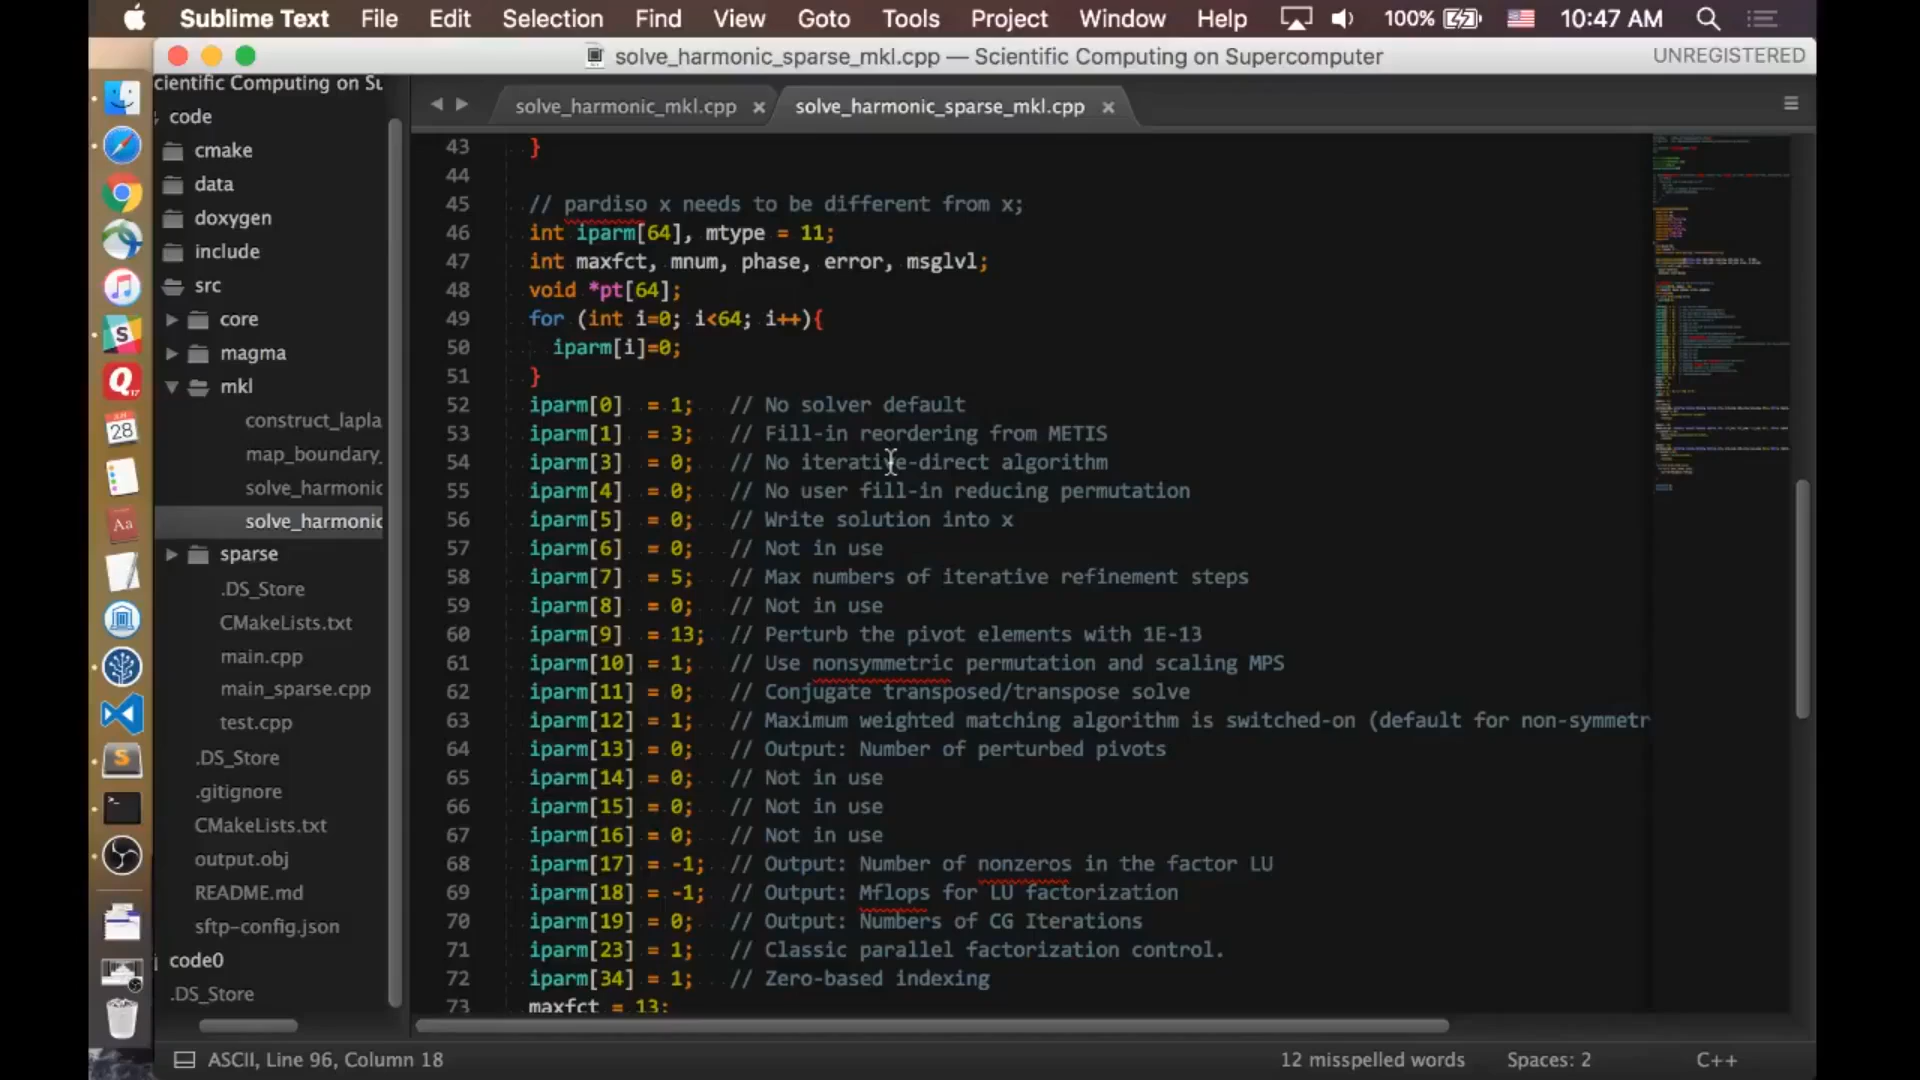 Sublime Text File Edit Selection Find View Goto Tools Project Window Help 100% 10:47 AM
solve_harmonic_sparse_mkl.cpp — Scientific Computing on Supercomputer UNREGISTERED
cientific Computing on Su
code
cmake
data
doxygen
include
src
core
magma
mkl
construct_lapla
map_boundary_
solve_harmonic
solve_harmonic
sparse
.DS_Store
CMakeLists.txt
main.cpp
main_sparse.cpp
test.cpp
.DS_Store
.gitignore
CMakeLists.txt
output.obj
README.md
sftp-config.json
code0
.DS_Store
solve_harmonic_mkl.cpp × solve_harmonic_sparse_mkl.cpp ×
43 }
44
45 // pardiso x needs to be different from x;
46 int iparm[64], mtype = 11;
47 int maxfct, mnum, phase, error, msglvl;
48 void *pt[64];
49 for (int i=0; i<64; i++){
50 iparm[i]=0;
51 }
52 iparm[0] = 1; // No solver default
53 iparm[1] = 3; // Fill-in reordering from METIS
54 iparm[3] = 0; // No iterative-direct algorithm
55 iparm[4] = 0; // No user fill-in reducing permutation
56 iparm[5] = 0; // Write solution into x
57 iparm[6] = 0; // Not in use
58 iparm[7] = 5; // Max numbers of iterative refinement steps
59 iparm[8] = 0; // Not in use
60 iparm[9] = 13; // Perturb the pivot elements with 1E-13
61 iparm[10] = 1; // Use nonsymmetric permutation and scaling MPS
62 iparm[11] = 0; // Conjugate transposed/transpose solve
63 iparm[12] = 1; // Maximum weighted matching algorithm is switched-on (default for non-symmetr
64 iparm[13] = 0; // Output: Number of perturbed pivots
65 iparm[14] = 0; // Not in use
66 iparm[15] = 0; // Not in use
67 iparm[16] = 0; // Not in use
68 iparm[17] = -1; // Output: Number of nonzeros in the factor LU
69 iparm[18] = -1; // Output: Mflops for LU factorization
70 iparm[19] = 0; // Output: Numbers of CG Iterations
71 iparm[23] = 1; // Classic parallel factorization control.
72 iparm[34] = 1; // Zero-based indexing
73 maxfct = 13;
ASCII, Line 96, Column 18 12 misspelled words Spaces: 2 C++
28
Aa